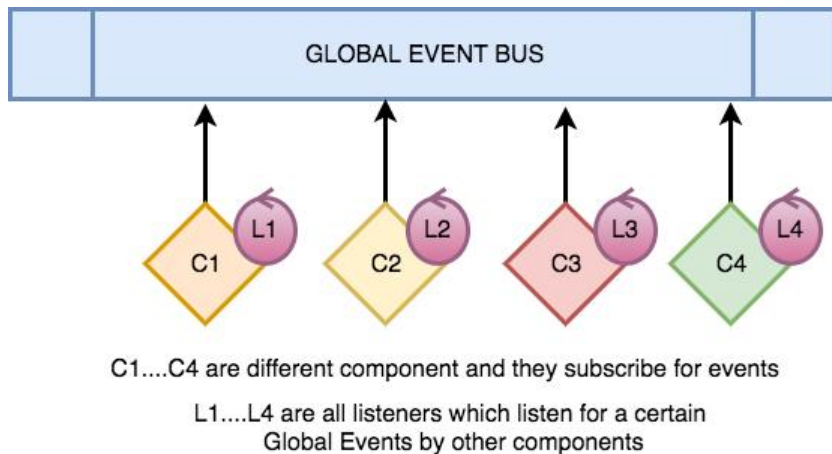 GLOBAL EVENT BUS
L1 L2 L3 L4
C1 C2 C3 C4
C1....C4 are different component and they subscribe for events
L1....L4 are all listeners which listen for a certain
Global Events by other components